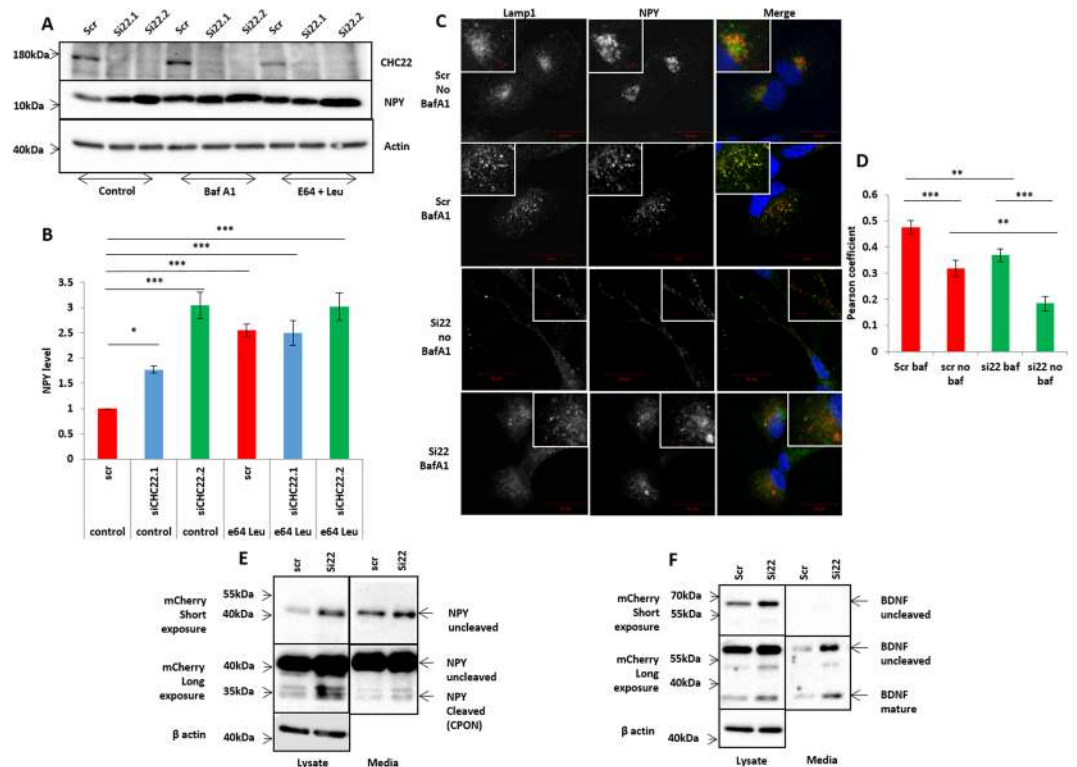 A
Scr Si22.1 Si22.2 Scr Si22.1 Si22.2 Scr Si22.1 Si22.2
180kDa
CHC22
10kDa
NPY
40kDa
Actin
Control Baf A1 E64 + Leu
B
***
***
***
***
*
NPY level
3.5
3
2.5
2
1.5
1
0.5
0
scr siCHC22.1 siCHC22.2 scr siCHC22.1 siCHC22.2
control control control e64 Leu e64 Leu e64 Leu
C
Lamp1 NPY Merge
Scr
No
BafA1
Scr
BafA1
Si22
no
BafA1
Si22
BafA1
D
**
*** ***
**
Pearson coefficient
0.6
0.5
0.4
0.3
0.2
0.1
0
Scr baf scr no baf si22 baf si22 no baf
E
scr Si22 scr Si22
mCherry
Short
exposure
55kDa
40kDa
NPY
uncleaved
mCherry
Long
exposure
40kDa
35kDa
NPY
uncleaved
NPY
Cleaved
(CPON)
β actin
40kDa
Lysate Media
F
Scr Si22 Scr Si22
mCherry
Short
exposure
70kDa
55kDa
BDNF
uncleaved
mCherry
Long
exposure
55kDa
40kDa
BDNF
uncleaved
BDNF
mature
β actin
40kDa
Lysate Media